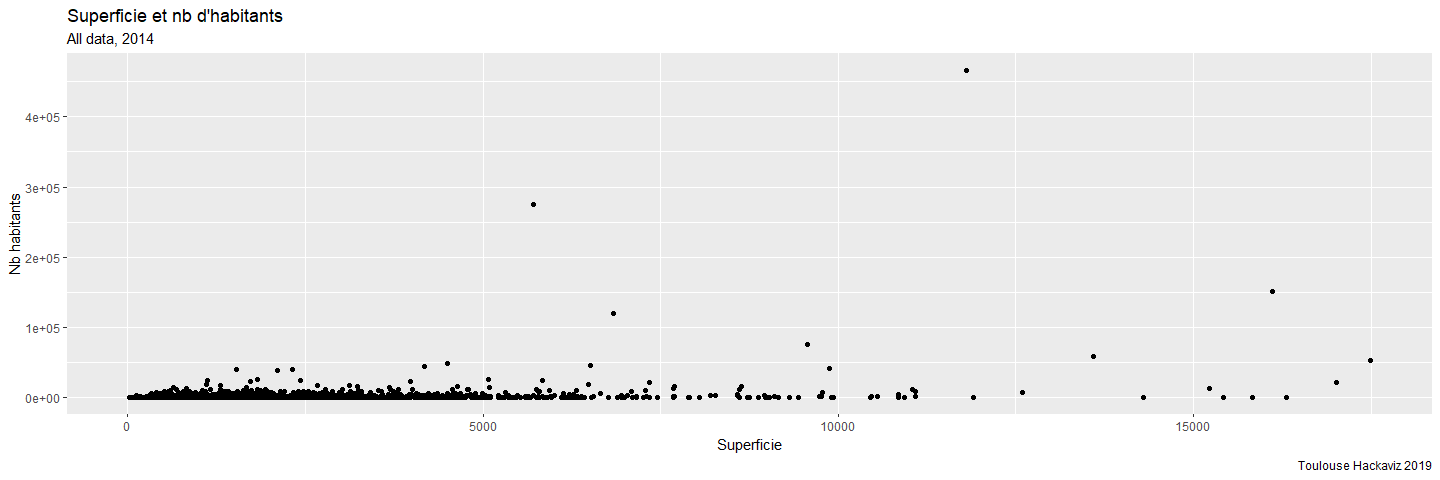 Superficie et nb d'habitants
All data, 2014
Nb habitants
4e+05
3e+05
2e+05
1e+05
0e+00
0
5000
10000
15000
Superficie
Toulouse Hackaviz 2019